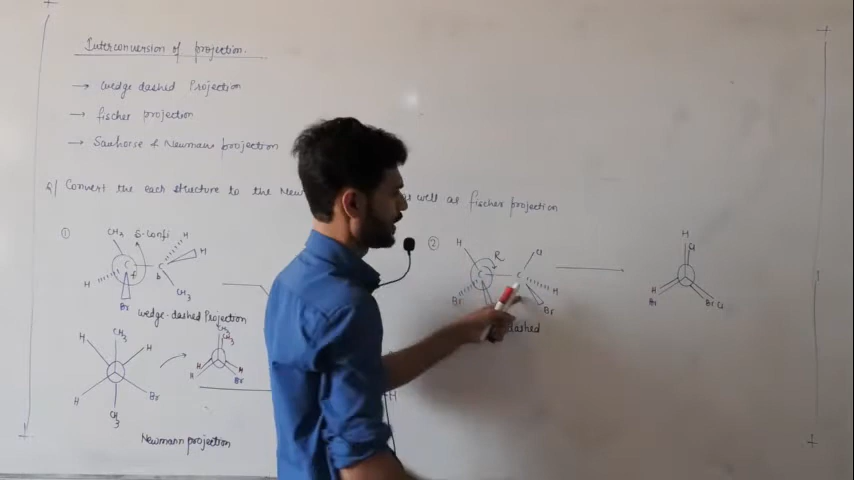 Interconversion of projection.
→ wedge dashed Projection
→ fischer projection
→ Sawhorse & Newmann projection
Q/ Convert the each structure to the New as well as fischer projection
①
CH₃ S-confi H
H
C C
f b
H
Br CH₃
wedge-dashed Projection
H CH₃ H
H Br
CH₃
CH₃
H H
Br
Newmann projection
H
②
H R Cl
C C
Br H
Br
dashed
H
Cl
H
Br Br Cl